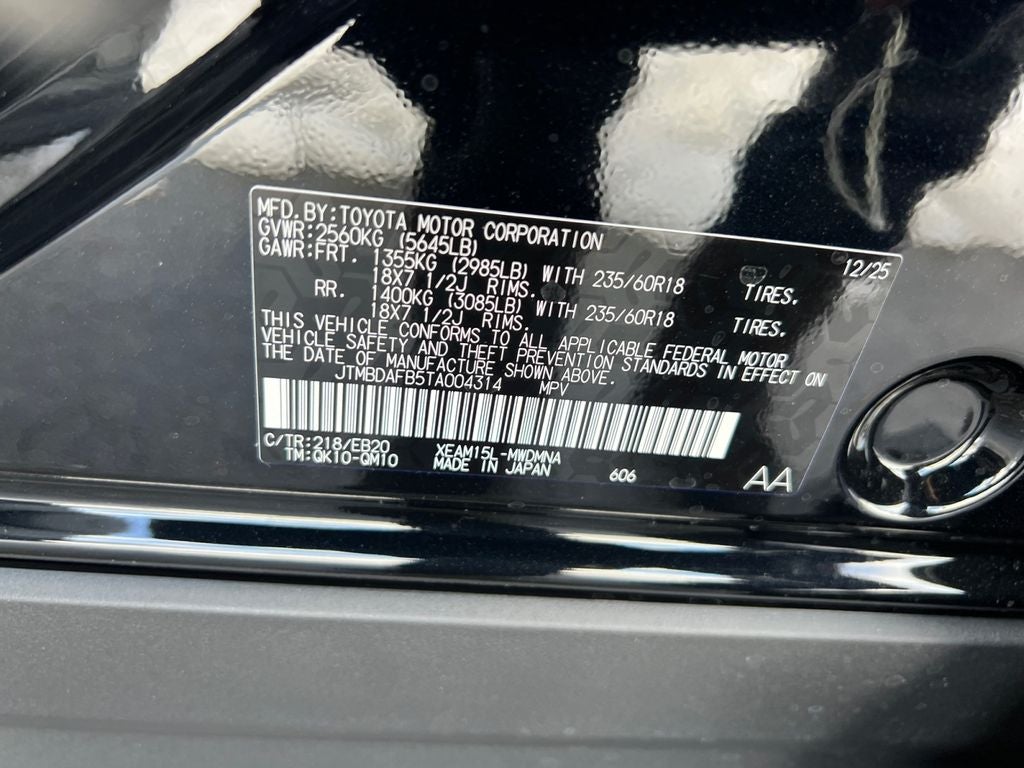 MFD.BY:TOYOTA MOTOR CORPORATION 12/25
GVWR:2560KG (5645LB)
GAWR:FRT. 1355KG (2985LB) WITH 235/60R18 TIRES.
18X7 1/2J RIMS.
RR. 1400KG (3085LB) WITH 235/60R18 TIRES.
18X7 1/2J RIMS.
THIS VEHICLE CONFORMS TO ALL APPLICABLE FEDERAL MOTOR
VEHICLE SAFETY AND THEFT PREVENTION STANDARDS IN EFFECT ON
THE DATE OF MANUFACTURE SHOWN ABOVE.
JTMBDAFB5TA004314 MPV
C/TR:218/EB20 XEAM15L-MWDMNA
TM:QK10-QM10 MADE IN JAPAN 606 AA